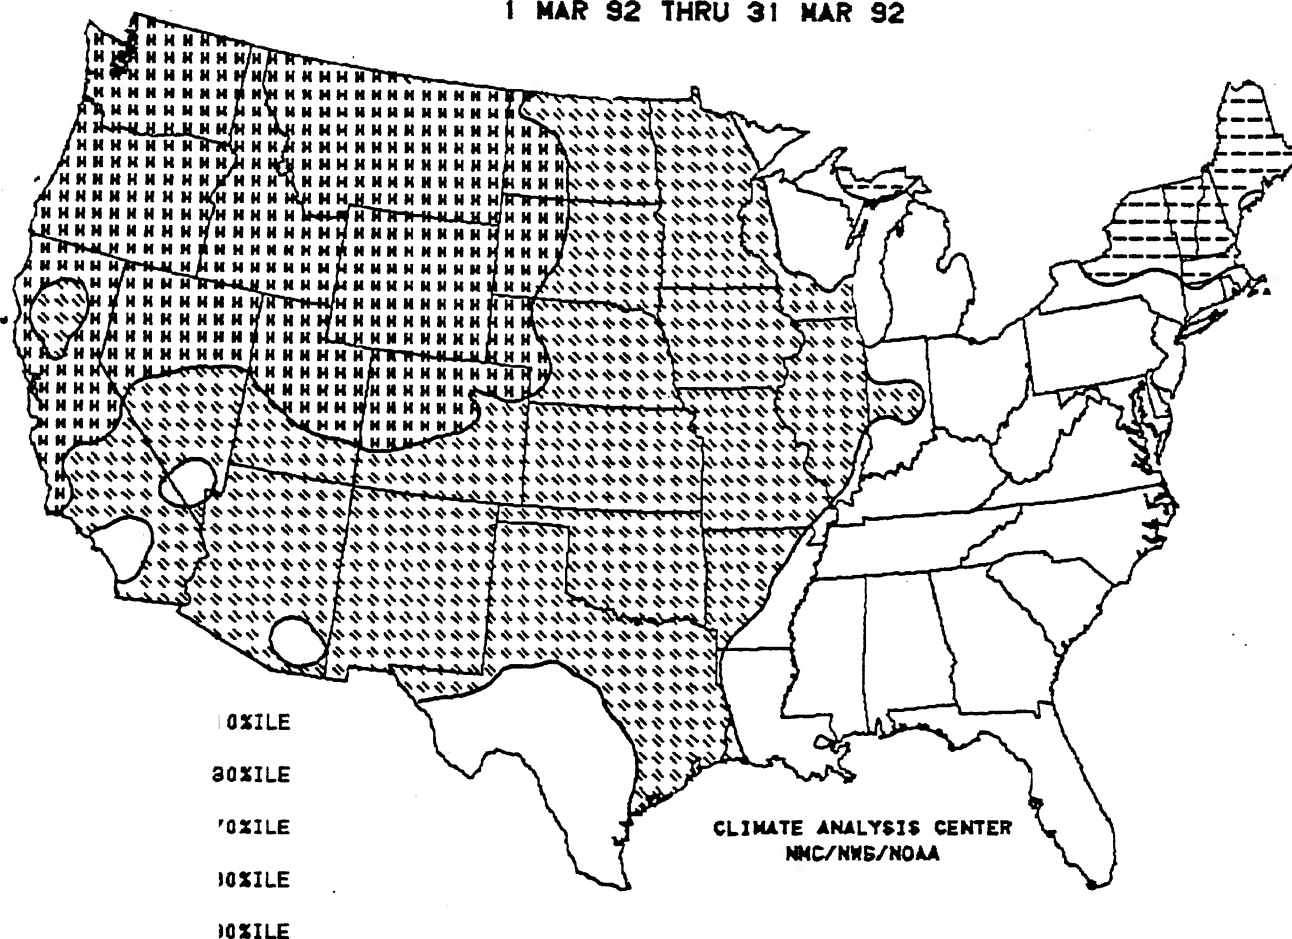 1 MAR 92 THRU 31 MAR 92
0%ILE
30%ILE
70%ILE
0%ILE
0%ILE
CLIMATE ANALYSIS CENTER
NMC/NWS/NOAA